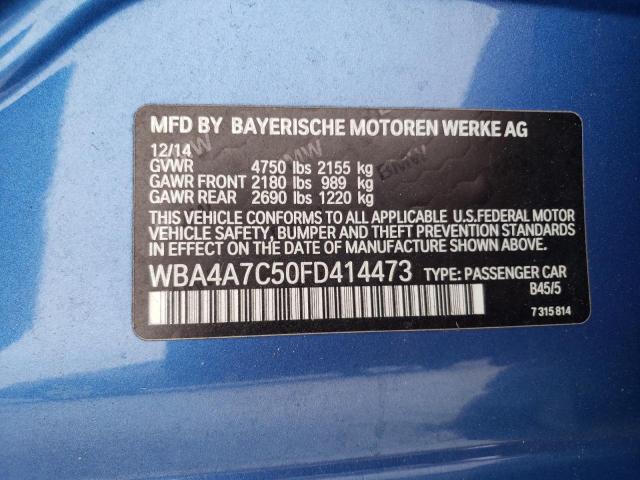 MFD BY BAYERISCHE MOTOREN WERKE AG
12/14
GVWR 4750 lbs 2155 kg
GAWR FRONT 2180 lbs 989 kg
GAWR REAR 2690 lbs 1220 kg
THIS VEHICLE CONFORMS TO ALL APPLICABLE U.S.FEDERAL MOTOR
VEHICLE SAFETY, BUMPER AND THEFT PREVENTION STANDARDS
IN EFFECT ON THE DATE OF MANUFACTURE SHOWN ABOVE.
WBA4A7C50FD414473 TYPE: PASSENGER CAR
B45/5
7 315 814